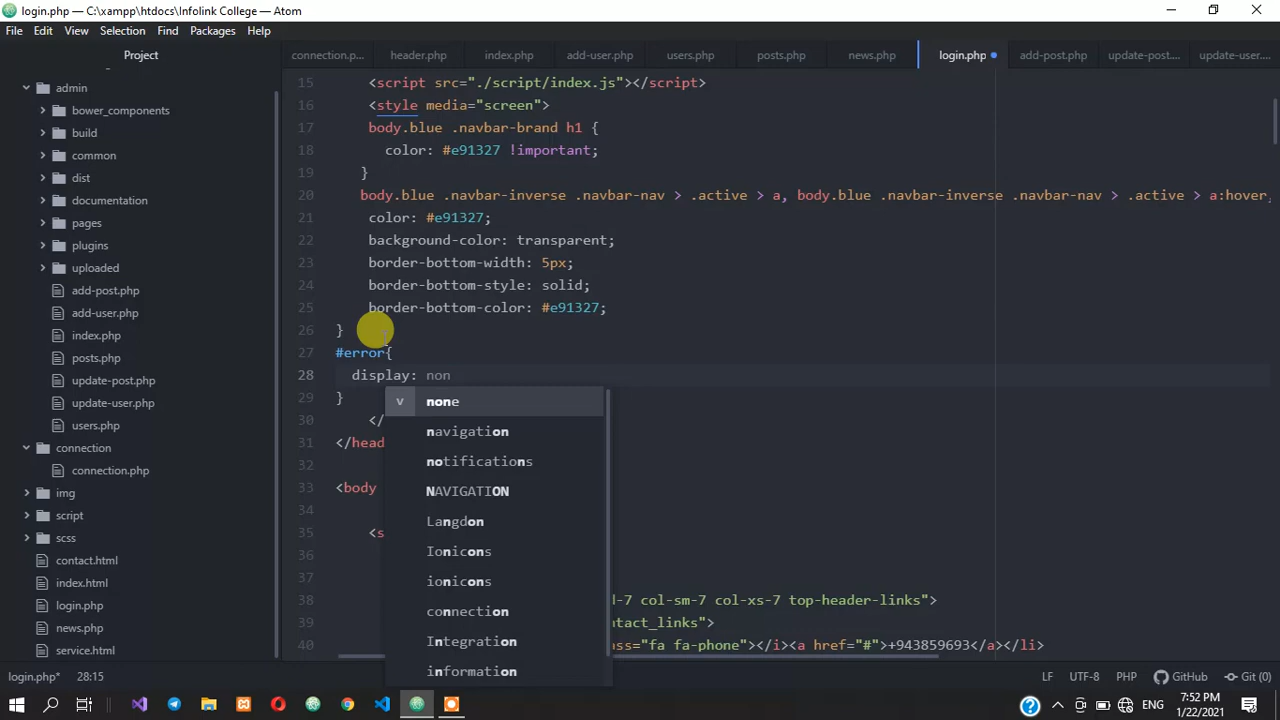 login.php — C:\xampp\htdocs\Infolink College — Atom
File Edit View Selection Find Packages Help
Project
admin
bower_components
build
common
dist
documentation
pages
plugins
uploaded
add-post.php
add-user.php
index.php
posts.php
update-post.php
update-user.php
users.php
connection
connection.php
img
script
scss
contact.html
index.html
login.php
news.php
service.html
connection.p... header.php index.php add-user.php users.php posts.php news.php login.php add-post.php update-post.... update-user....
15 <script src="./script/index.js"></script>
16 <style media="screen">
17 body.blue .navbar-brand h1 {
18 color: #e91327 !important;
19 }
20 body.blue .navbar-inverse .navbar-nav > .active > a, body.blue .navbar-inverse .navbar-nav > .active > a:hover,
21 color: #e91327;
22 background-color: transparent;
23 border-bottom-width: 5px;
24 border-bottom-style: solid;
25 border-bottom-color: #e91327;
26 }
27 #error{
28 display: non
29 }
30 </
31 </head
32
33 <body
34
35 <s
36
37
38 d-7 col-sm-7 col-xs-7 top-header-links">
39 ntact_links">
40 ass="fa fa-phone"></i><a href="#">+943859693</a></li>
v none
navigation
notifications
NAVIGATION
Langdon
Ionicons
ionicons
connection
Integration
information
login.php* 28:15 LF UTF-8 PHP GitHub Git (0)
ENG 7:52 PM
1/22/2021